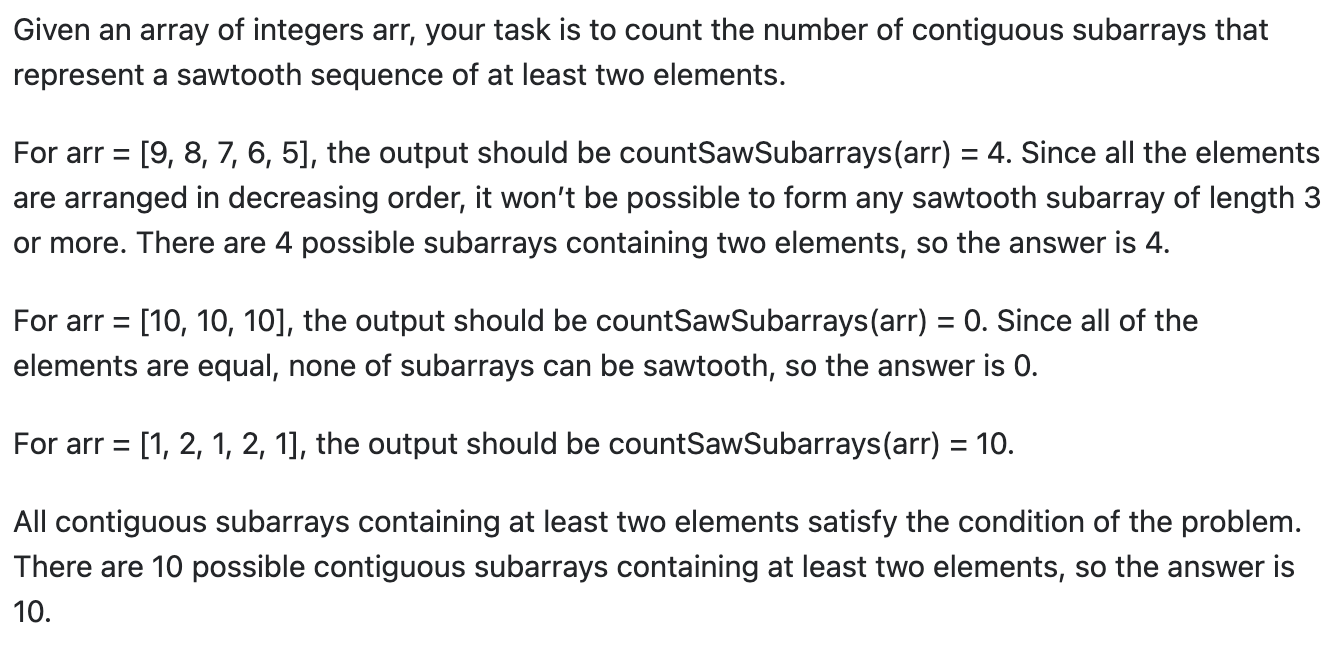 Given an array of integers arr, your task is to count the number of contiguous subarrays that
represent a sawtooth sequence of at least two elements.
For arr = [9, 8, 7, 6, 5], the output should be countSawSubarrays(arr) = 4. Since all the elements
are arranged in decreasing order, it won’t be possible to form any sawtooth subarray of length 3
or more. There are 4 possible subarrays containing two elements, so the answer is 4.
For arr = [10, 10, 10], the output should be countSawSubarrays(arr) = 0. Since all of the
elements are equal, none of subarrays can be sawtooth, so the answer is 0.
For arr = [1, 2, 1, 2, 1], the output should be countSawSubarrays(arr) = 10.
All contiguous subarrays containing at least two elements satisfy the condition of the problem.
There are 10 possible contiguous subarrays containing at least two elements, so the answer is
10.